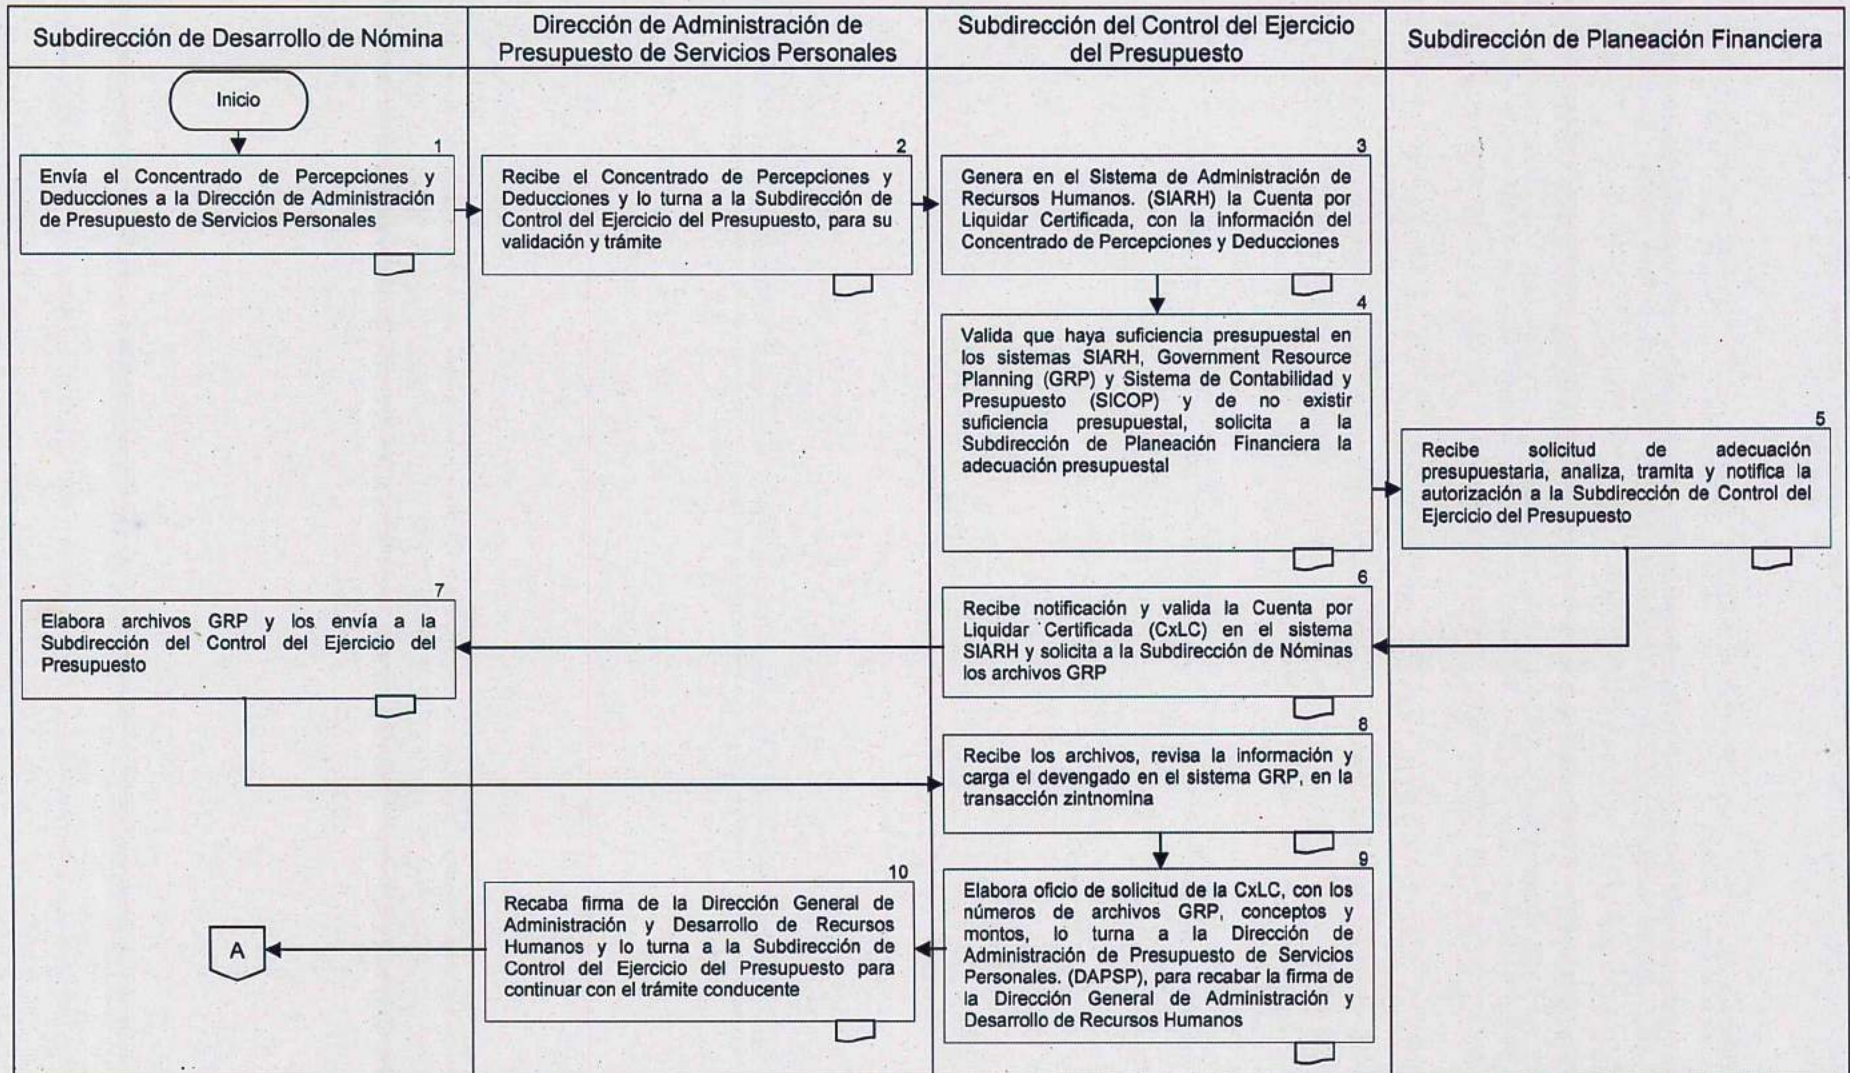 Subdirección de Desarrollo de Nómina
Dirección de Administración de
Presupuesto de Servicios Personales
Subdirección del Control del Ejercicio
del Presupuesto
Subdirección de Planeación Financiera
Inicio
1
Envía el Concentrado de Percepciones y
Deducciones a la Dirección de Administración
de Presupuesto de Servicios Personales
2
Recibe el Concentrado de Percepciones y
Deducciones y lo turna a la Subdirección de
Control del Ejercicio del Presupuesto, para su
validación y trámite
3
Genera en el Sistema de Administración de
Recursos Humanos. (SIARH) la Cuenta por
Liquidar Certificada, con la información del
Concentrado de Percepciones y Deducciones
4
Valida que haya suficiencia presupuestal en
los sistemas SIARH, Government Resource
Planning (GRP) y Sistema de Contabilidad y
Presupuesto (SICOP) y de no existir
suficiencia presupuestal, solicita a la
Subdirección de Planeación Financiera la
adecuación presupuestal
5
Recibe solicitud de adecuación
presupuestaria, analiza, tramita y notifica la
autorización a la Subdirección de Control del
Ejercicio del Presupuesto
6
Recibe notificación y valida la Cuenta por
Liquidar Certificada (CxLC) en el sistema
SIARH y solicita a la Subdirección de Nóminas
los archivos GRP
7
Elabora archivos GRP y los envía a la
Subdirección del Control del Ejercicio del
Presupuesto
8
Recibe los archivos, revisa la información y
carga el devengado en el sistema GRP, en la
transacción zintnomina
9
Elabora oficio de solicitud de la CxLC, con los
números de archivos GRP, conceptos y
montos, lo turna a la Dirección de
Administración de Presupuesto de Servicios
Personales. (DAPSP), para recabar la firma de
la Dirección General de Administración y
Desarrollo de Recursos Humanos
10
Recaba firma de la Dirección General de
Administración y Desarrollo de Recursos
Humanos y lo turna a la Subdirección de
Control del Ejercicio del Presupuesto para
continuar con el trámite conducente
A